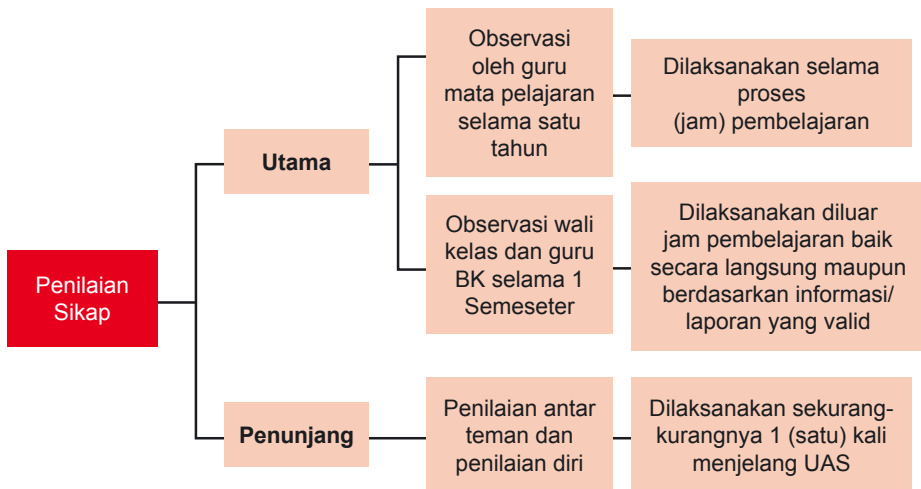 Penilaian
Sikap
Utama
Observasi
oleh guru
mata pelajaran
selama satu
tahun
Dilaksanakan selama
proses
(jam) pembelajaran
Observasi wali
kelas dan guru
BK selama 1
Semeseter
Dilaksanakan diluar
jam pembelajaran baik
secara langsung maupun
berdasarkan informasi/
laporan yang valid
Penunjang
Penilaian antar
teman dan
penilaian diri
Dilaksanakan sekurang-
kurangnya 1 (satu) kali
menjelang UAS